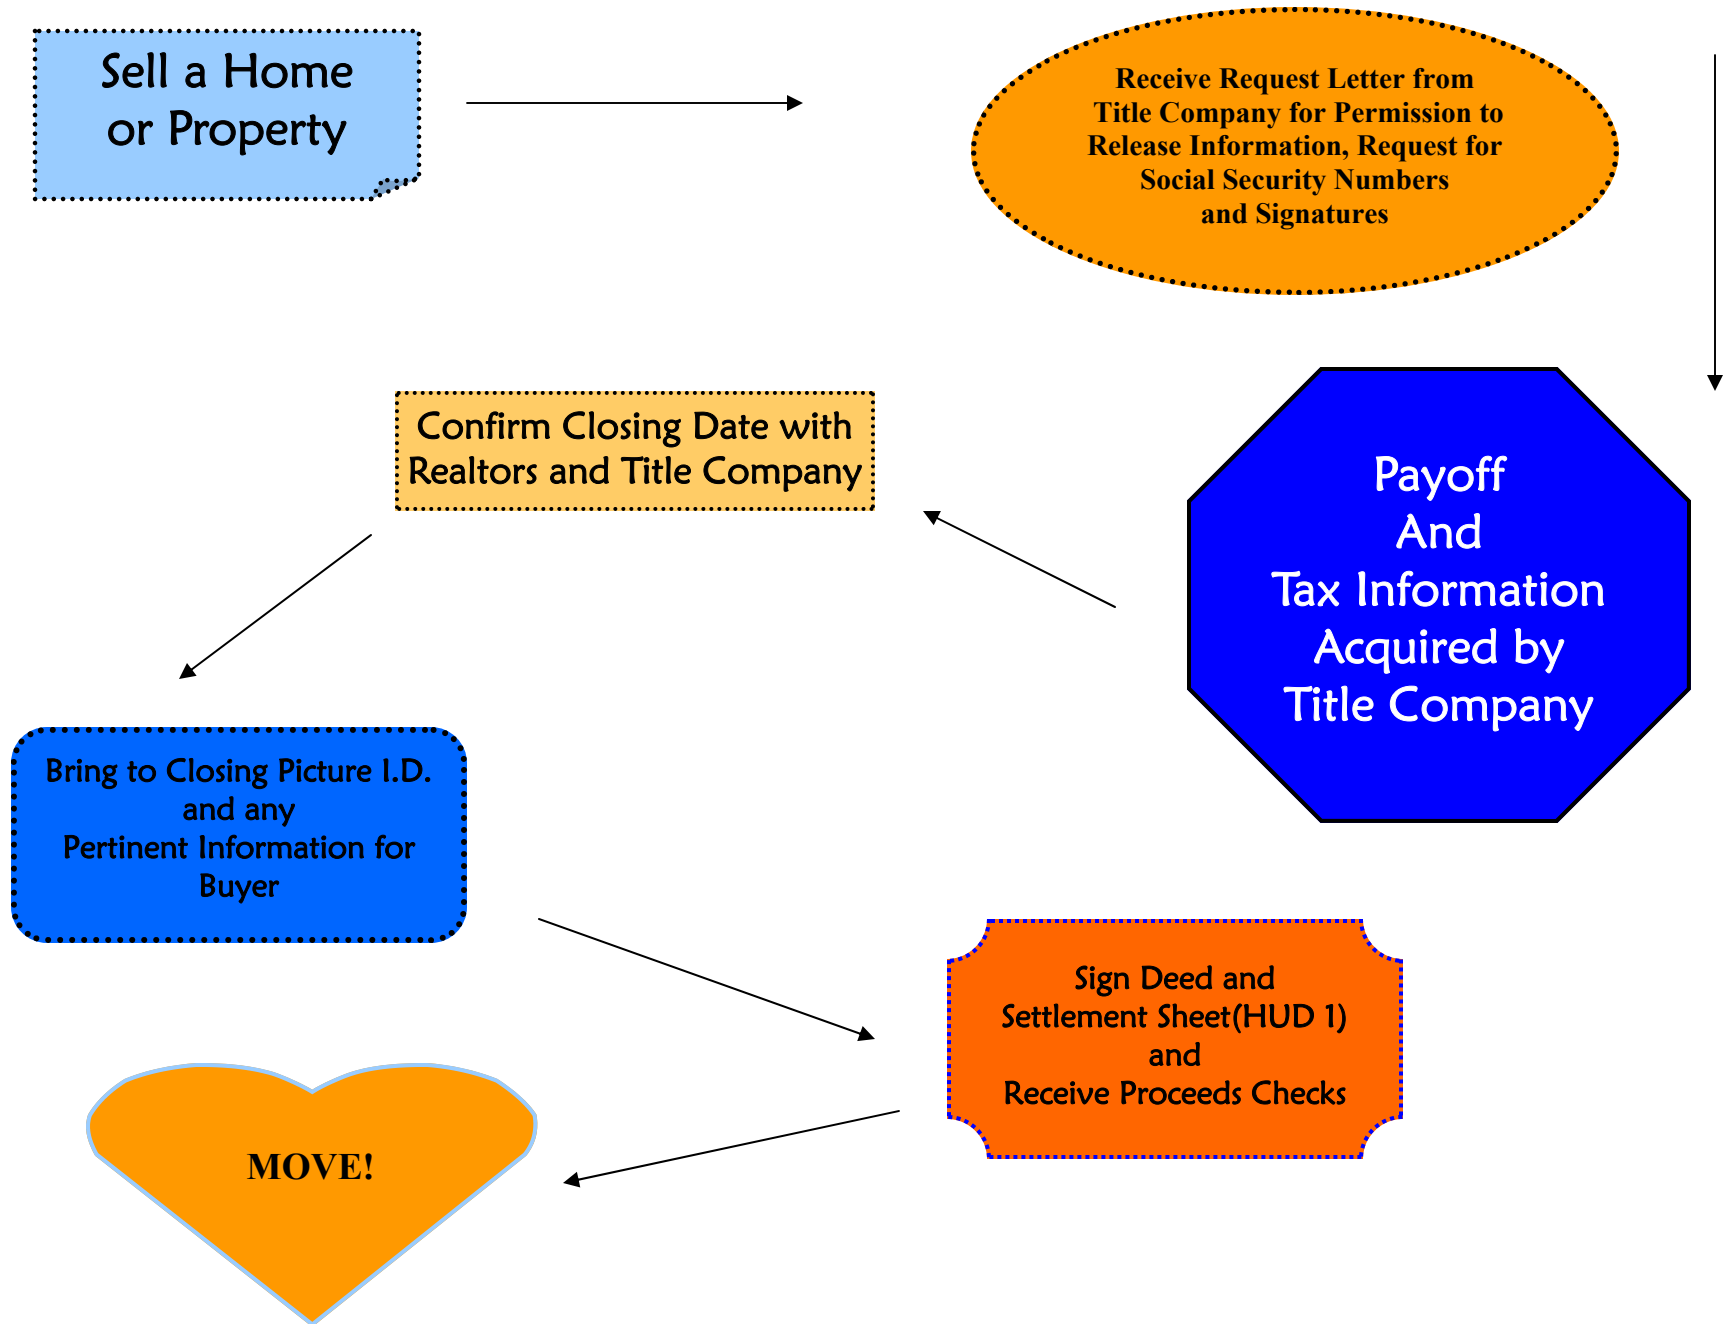 Sell a Home
or Property
Receive Request Letter from
Title Company for Permission to
Release Information, Request for
Social Security Numbers
and Signatures
Payoff
And
Tax Information
Acquired by
Title Company
Confirm Closing Date with
Realtors and Title Company
Bring to Closing Picture I.D.
and any
Pertinent Information for
Buyer
Sign Deed and
Settlement Sheet(HUD 1)
and
Receive Proceeds Checks
MOVE!